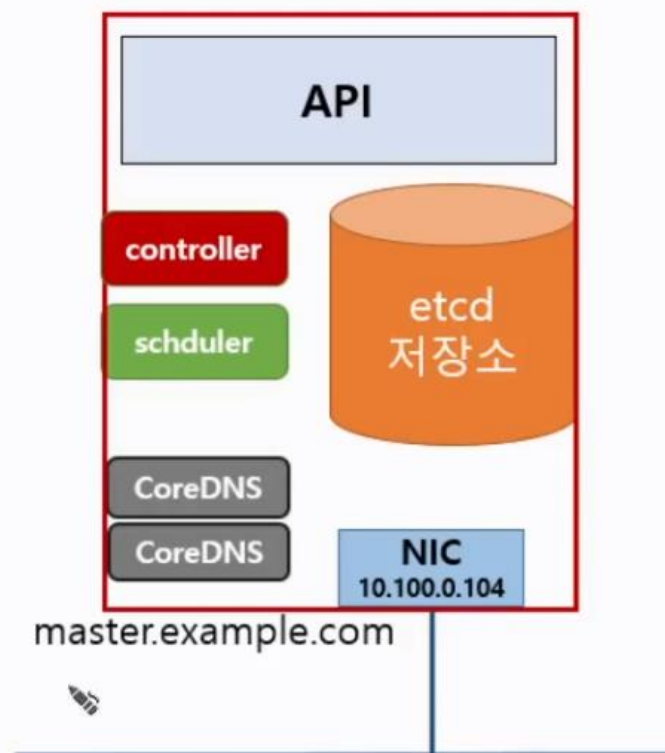 API
controller
schduler
etcd
저장소
CoreDNS
CoreDNS
NIC
10.100.0.104
master.example.com